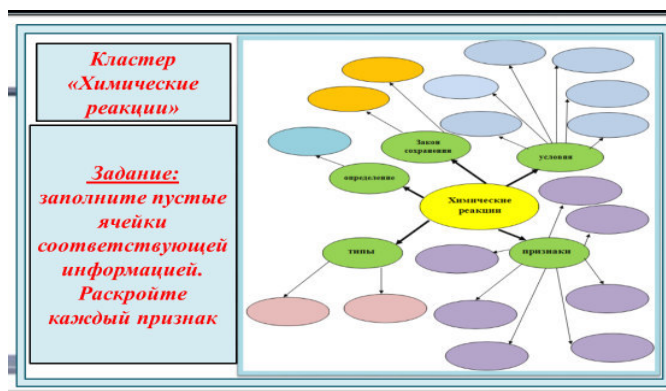 Кластер
«Химические
реакции»
Задание:
заполните пустые
ячейки
соответствующей
информацией.
Раскройте
каждый признак
Закон
сохранения
условия
определение
Химические
реакции
типы
признаки